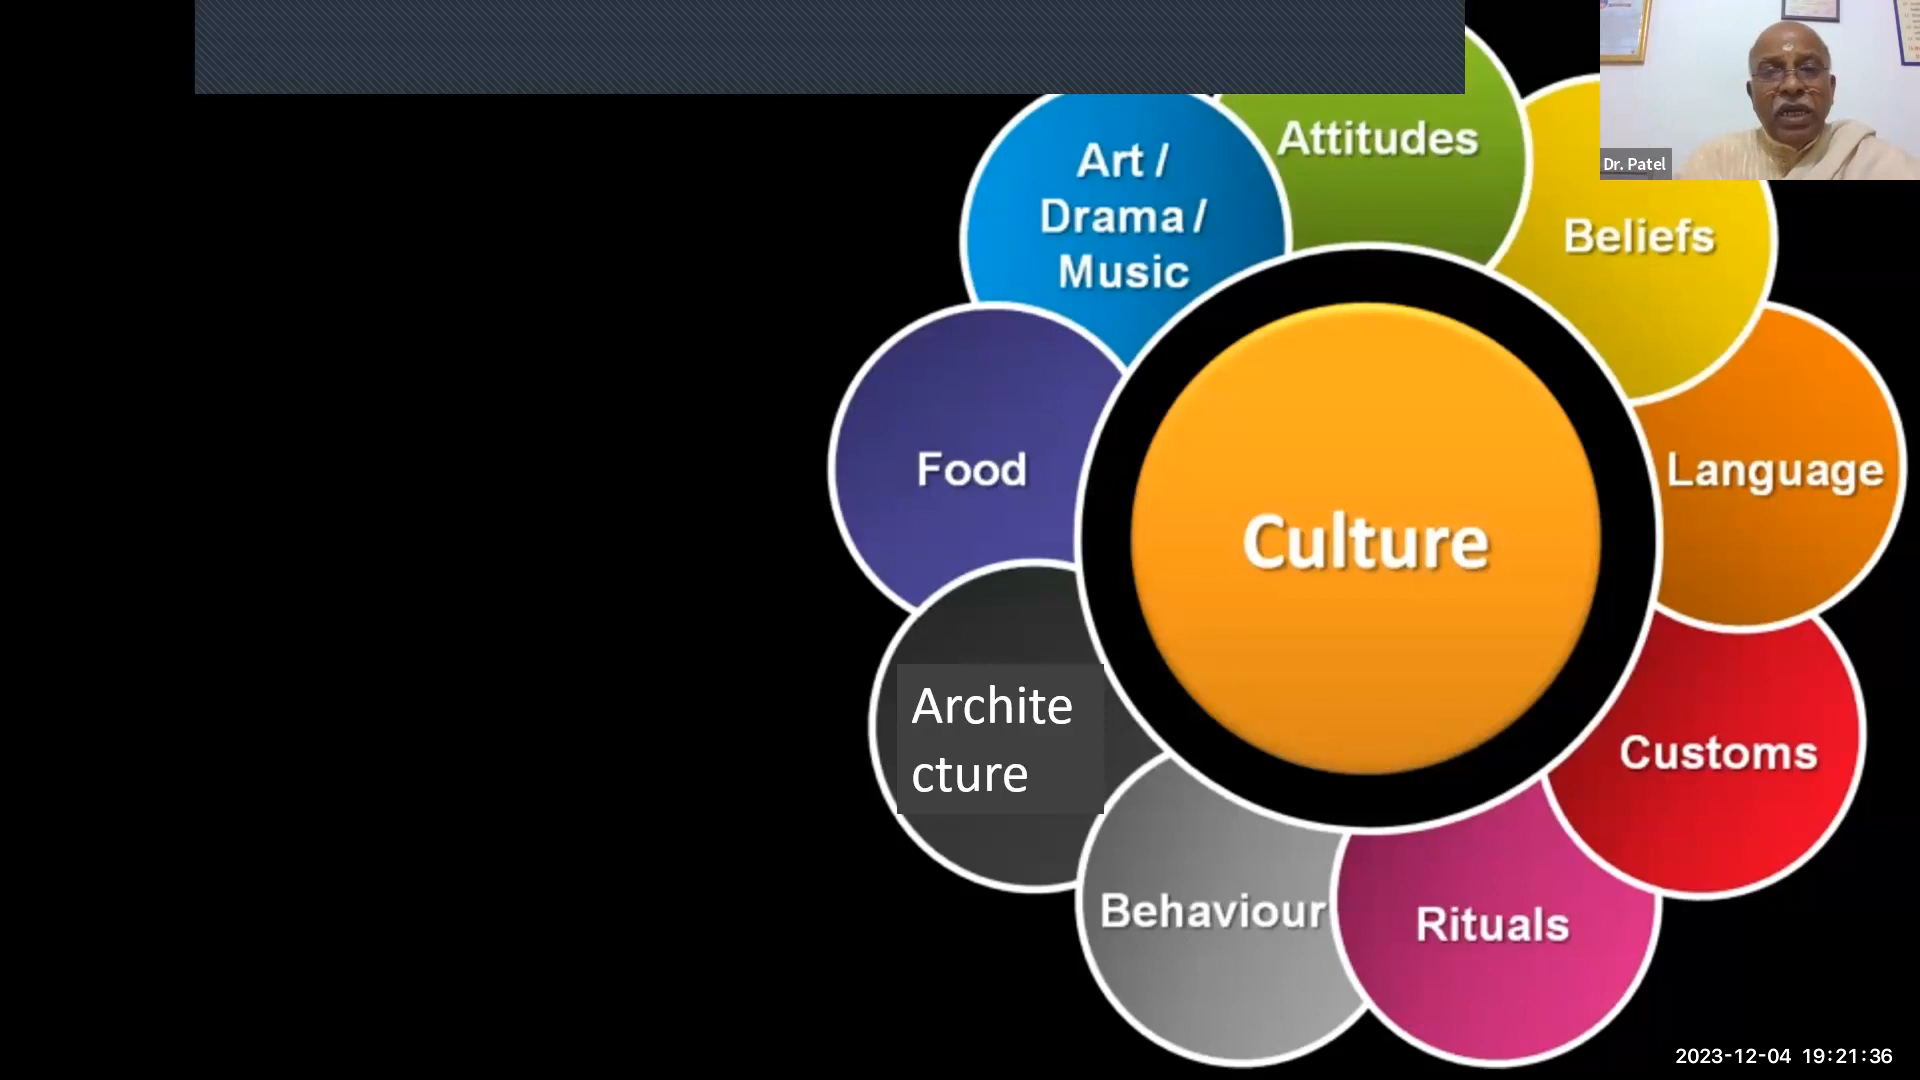 Attitudes
Art /
Drama /
Music
Beliefs
Food
Language
Culture
Archite
cture
Customs
Behaviour
Rituals
Dr. Patel
2023-12-04 19:21:36